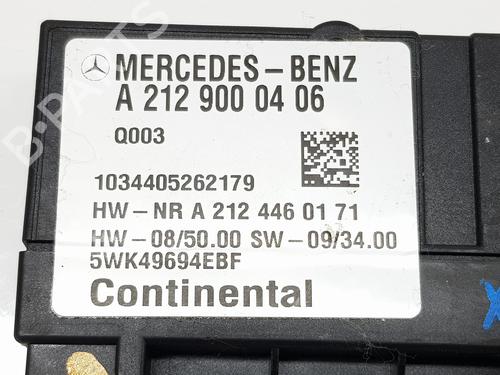 MERCEDES-BENZ
A 212 900 04 06
Q003
1034405262179
HW-NR A 212 446 01 71
HW-08/50.00 SW-09/34.00
5WK49694EBF
Continental
B-PARTS